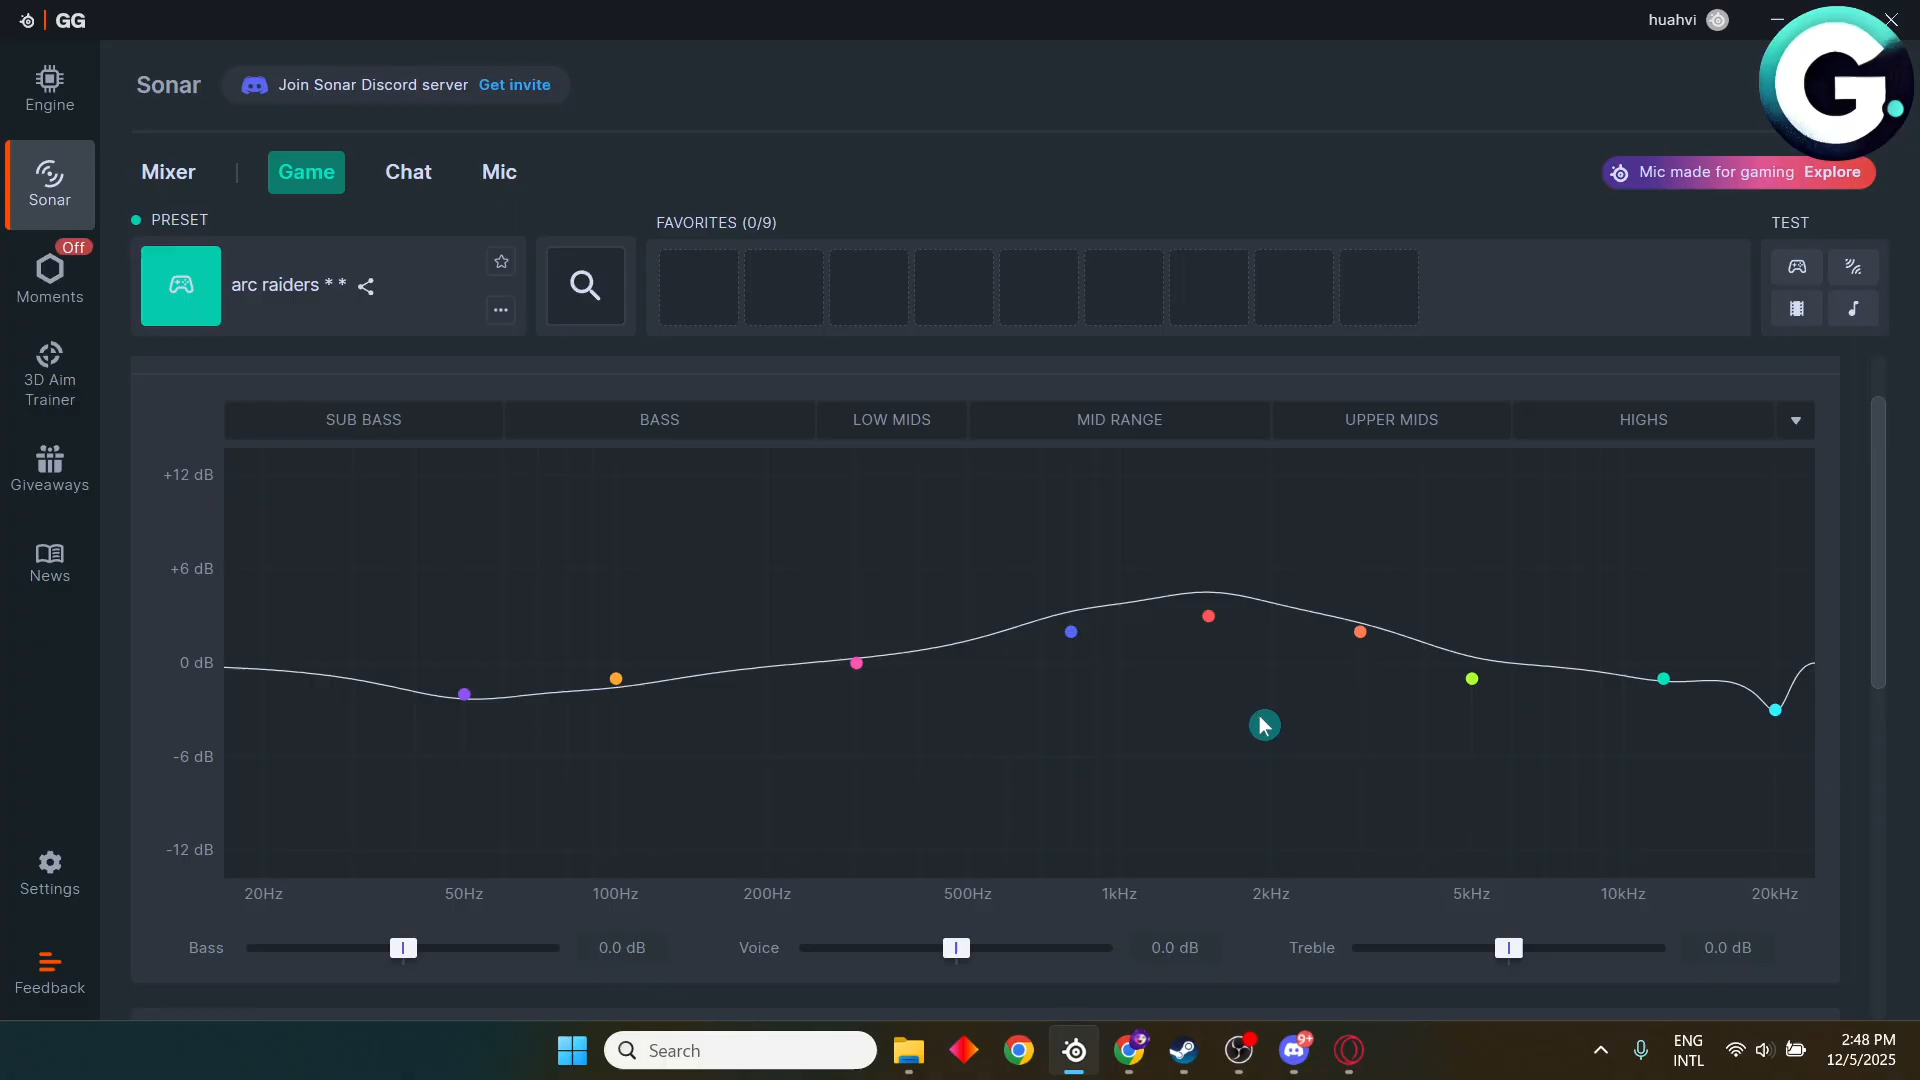 GG
huahvi
Engine
Sonar
Off
Moments
3D Aim
Trainer
Giveaways
News
Settings
Feedback
Sonar
Join Sonar Discord server Get invite
Mixer | Game Chat Mic
Mic made for gaming Explore
PRESET
FAVORITES (0/9)
TEST
arc raiders * *
SUB BASS BASS LOW MIDS MID RANGE UPPER MIDS HIGHS
+12 dB
+6 dB
0 dB
-6 dB
-12 dB
20Hz 50Hz 100Hz 200Hz 500Hz 1kHz 2kHz 5kHz 10kHz 20kHz
Bass 0.0 dB Voice 0.0 dB Treble 0.0 dB
Search
9+
ENG
INTL
2:48 PM
12/5/2025
G.